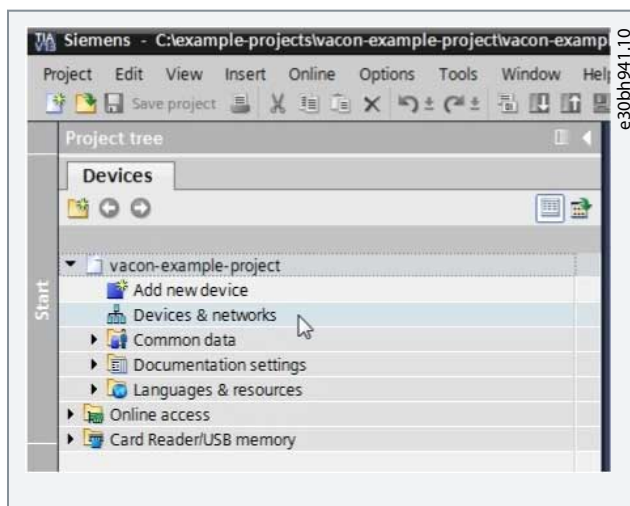 Siemens - C:\example-projects\vacon-example-project\vacon-examp
Project Edit View Insert Online Options Tools Window Help
Save project
Project tree
Devices
vacon-example-project
Add new device
Devices & networks
Common data
Documentation settings
Languages & resources
Online access
Card Reader/USB memory
Start
e30bh941.10